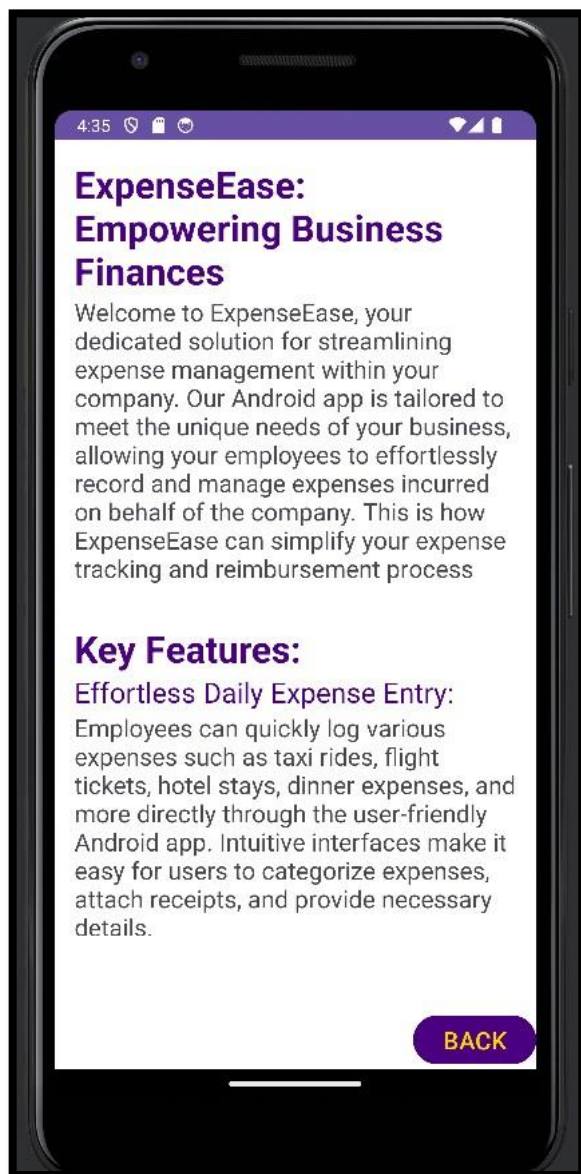 4:35
ExpenseEase:
Empowering Business
Finances
Welcome to ExpenseEase, your
dedicated solution for streamlining
expense management within your
company. Our Android app is tailored to
meet the unique needs of your business,
allowing your employees to effortlessly
record and manage expenses incurred
on behalf of the company. This is how
ExpenseEase can simplify your expense
tracking and reimbursement process
Key Features:
Effortless Daily Expense Entry:
Employees can quickly log various
expenses such as taxi rides, flight
tickets, hotel stays, dinner expenses, and
more directly through the user-friendly
Android app. Intuitive interfaces make it
easy for users to categorize expenses,
attach receipts, and provide necessary
details.
BACK